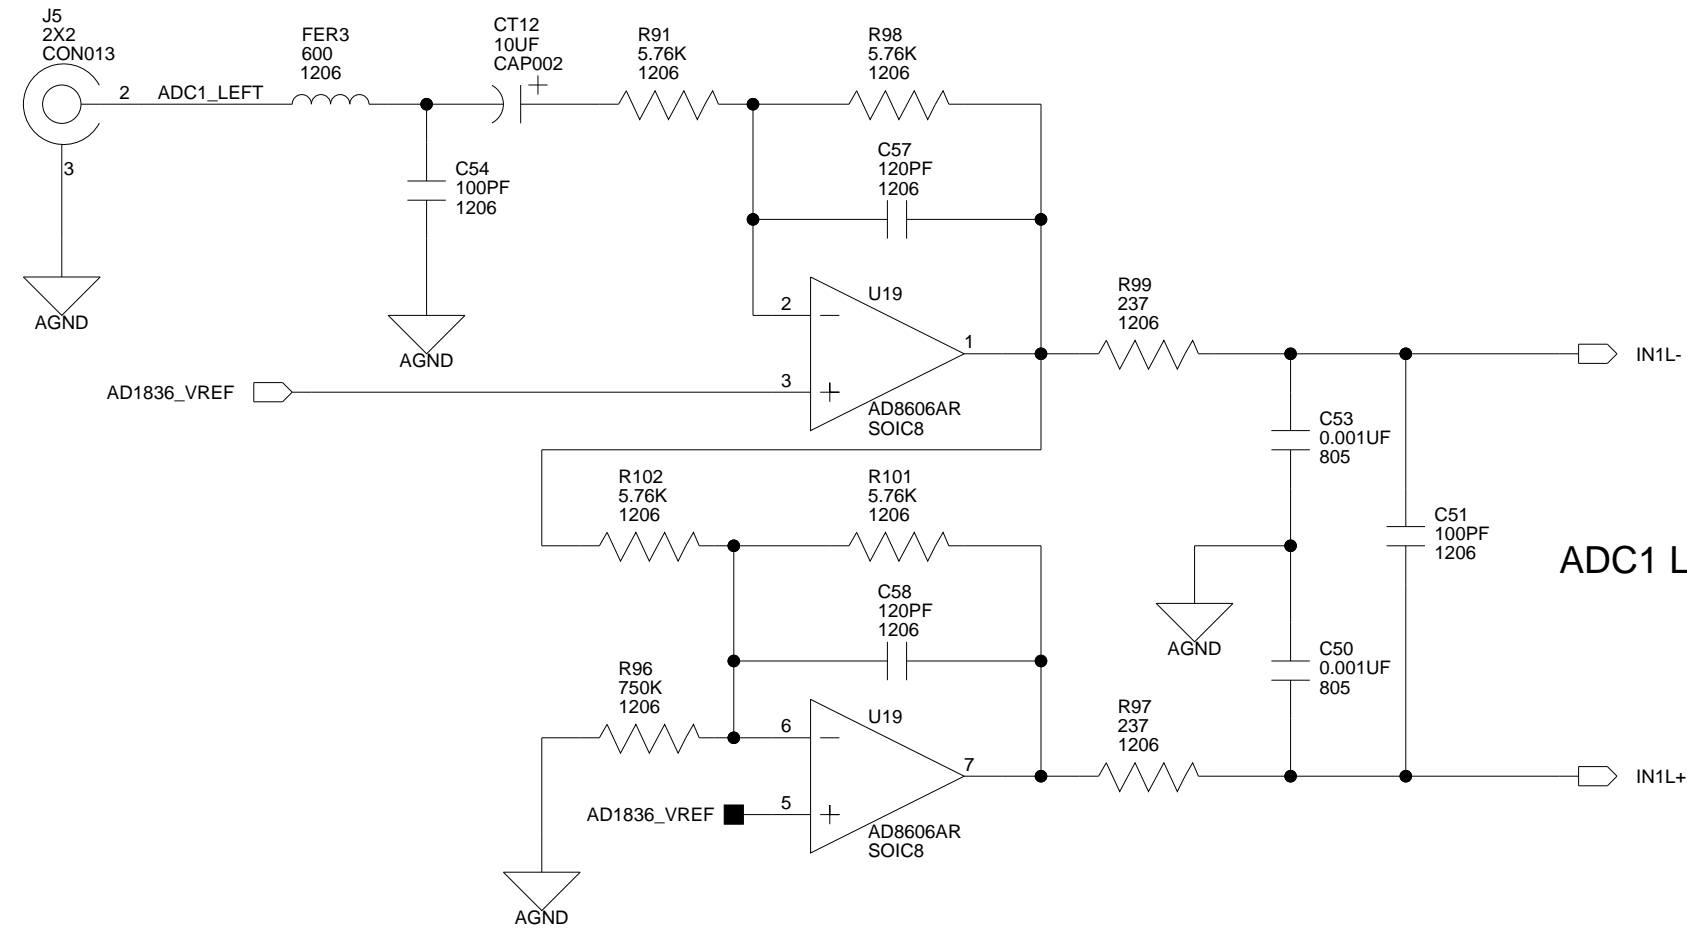 J5
2X2
CON013
2
ADC1_LEFT
3
AGND
FER3
600
1206
CT12
10UF
CAP002
+
C54
100PF
1206
AGND
R91
5.76K
1206
R98
5.76K
1206
C57
120PF
1206
U19
2
3
1
AD8606AR
SOIC8
AD1836_VREF
R99
237
1206
IN1L-
C53
0.001UF
805
C51
100PF
1206
ADC1 L
AGND
C50
0.001UF
805
R102
5.76K
1206
R101
5.76K
1206
C58
120PF
1206
R96
750K
1206
AGND
U19
6
5
7
AD1836_VREF
AD8606AR
SOIC8
R97
237
1206
IN1L+